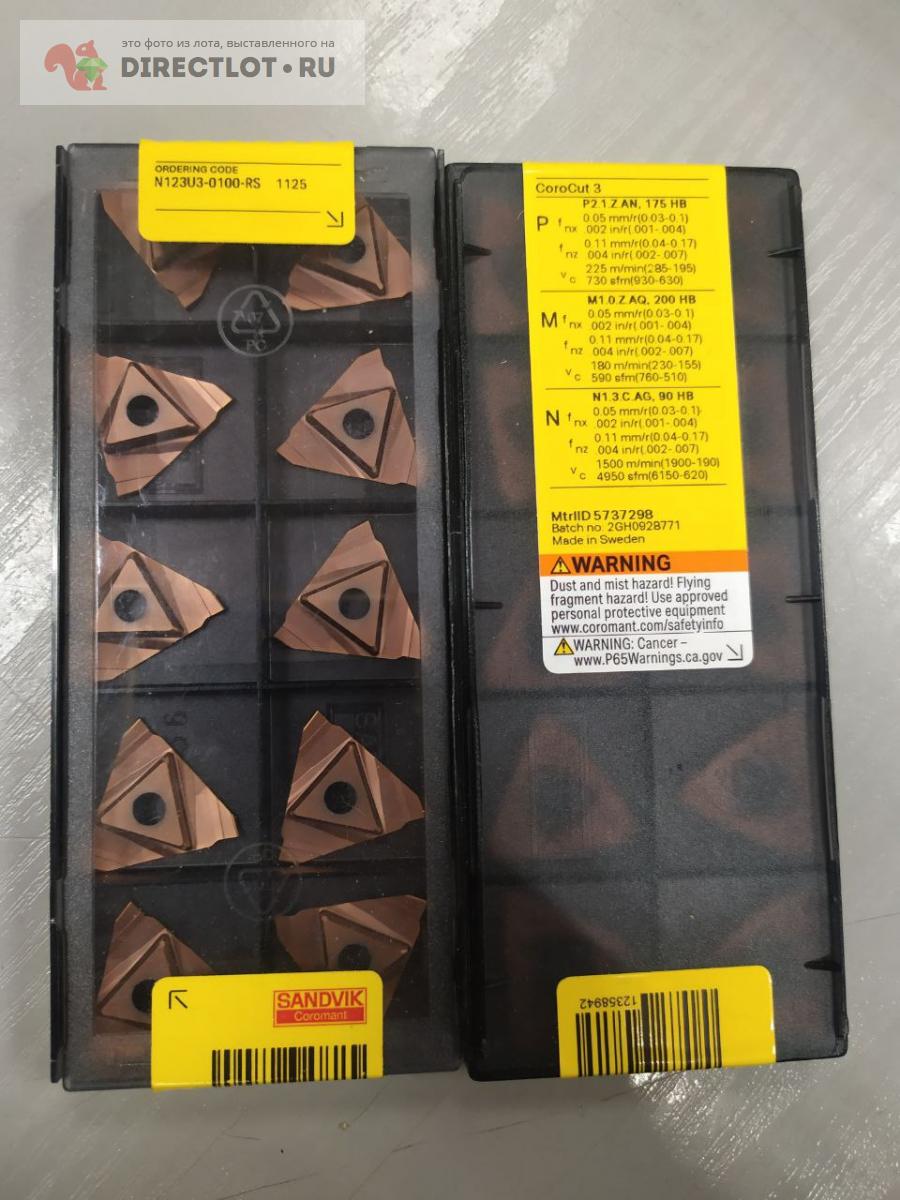 это фото из лота, выставленного на
DIRECTLOT.RU
ORDERING CODE
N123U3-0100-RS 1125
07
PC
SANDVIK
Coromant
CoroCut 3
P2.1.Z.AN, 175 HB
P fnx 0.05 mm/r(0.03-0.1)
.002 in/r(.001-.004)
fnz 0.11 mm/r(0.04-0.17)
.004 in/r(.002-.007)
vc 225 m/min(285-195)
730 sfm(930-630)
M1.0.Z.AQ, 200 HB
M fnx 0.05 mm/r(0.03-0.1)
.002 in/r(.001-.004)
fnz 0.11 mm/r(0.04-0.17)
.004 in/r(.002-.007)
vc 180 m/min(230-155)
590 sfm(760-510)
N1.3.C.AG, 90 HB
N fnx 0.05 mm/r(0.03-0.1)
.002 in/r(.001-.004)
fnz 0.11 mm/r(0.04-0.17)
.004 in/r(.002-.007)
vc 1500 m/min(1900-190)
4950 sfm(6150-620)
MtrlID 5737298
Batch no: 2GH0928771
Made in Sweden
WARNING
Dust and mist hazard! Flying
fragment hazard! Use approved
personal protective equipment
www.coromant.com/safetyinfo
WARNING: Cancer –
www.P65Warnings.ca.gov
12358942